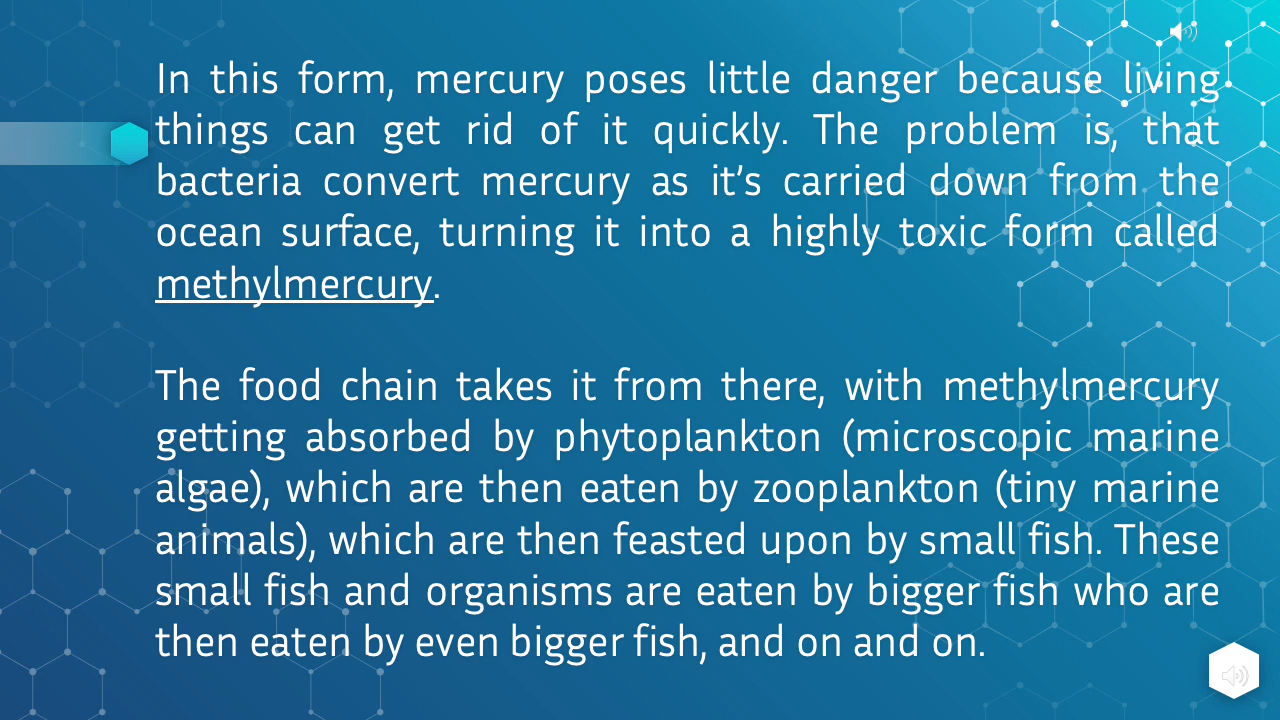 In this form, mercury poses little danger because living
things can get rid of it quickly. The problem is, that
bacteria convert mercury as it’s carried down from the
ocean surface, turning it into a highly toxic form called
methylmercury.
The food chain takes it from there, with methylmercury
getting absorbed by phytoplankton (microscopic marine
algae), which are then eaten by zooplankton (tiny marine
animals), which are then feasted upon by small fish. These
small fish and organisms are eaten by bigger fish who are
then eaten by even bigger fish, and on and on.